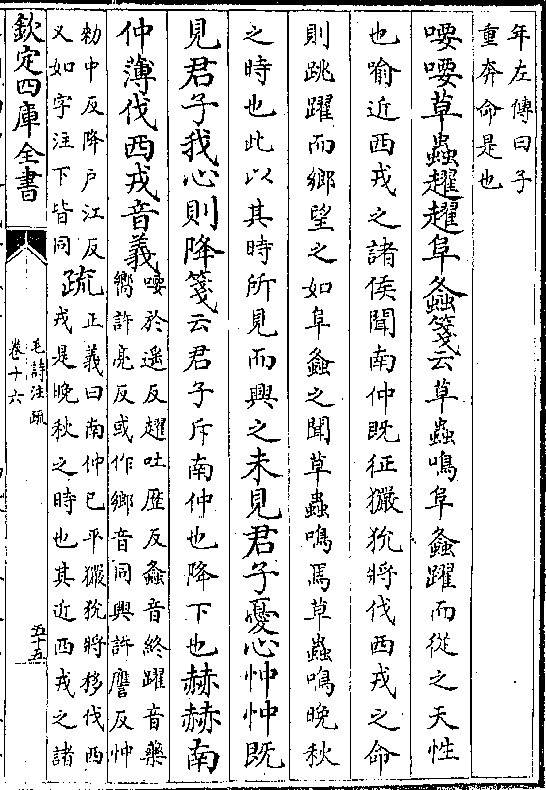 年左傳曰子
重奔命是也
喓喓草蟲趯趯阜螽箋云草蟲鳴阜螽躍而從之天性
也喻近西戎之諸侯聞南仲既征玁狁將伐西戎之命
則跳躍而鄉望之如阜螽之聞草蟲鳴焉草蟲鳴晚秋
之時也此以其時所見而興之未見君子憂心忡忡既
見君子我心則降箋云君子斥南仲也降下也赫赫南
仲薄伐西戎音義
喓於遥反趯吐歴反螽音終躍音藥
嚮許亮反或作鄉音同興許譍反忡
勅中反降户江反
又如字注下皆同
疏
正義曰南仲已平玁狁將移伐西
戎是晚秋之時也其近西戎之諸
欽定四庫全書
毛詩注疏
卷十六
五十五